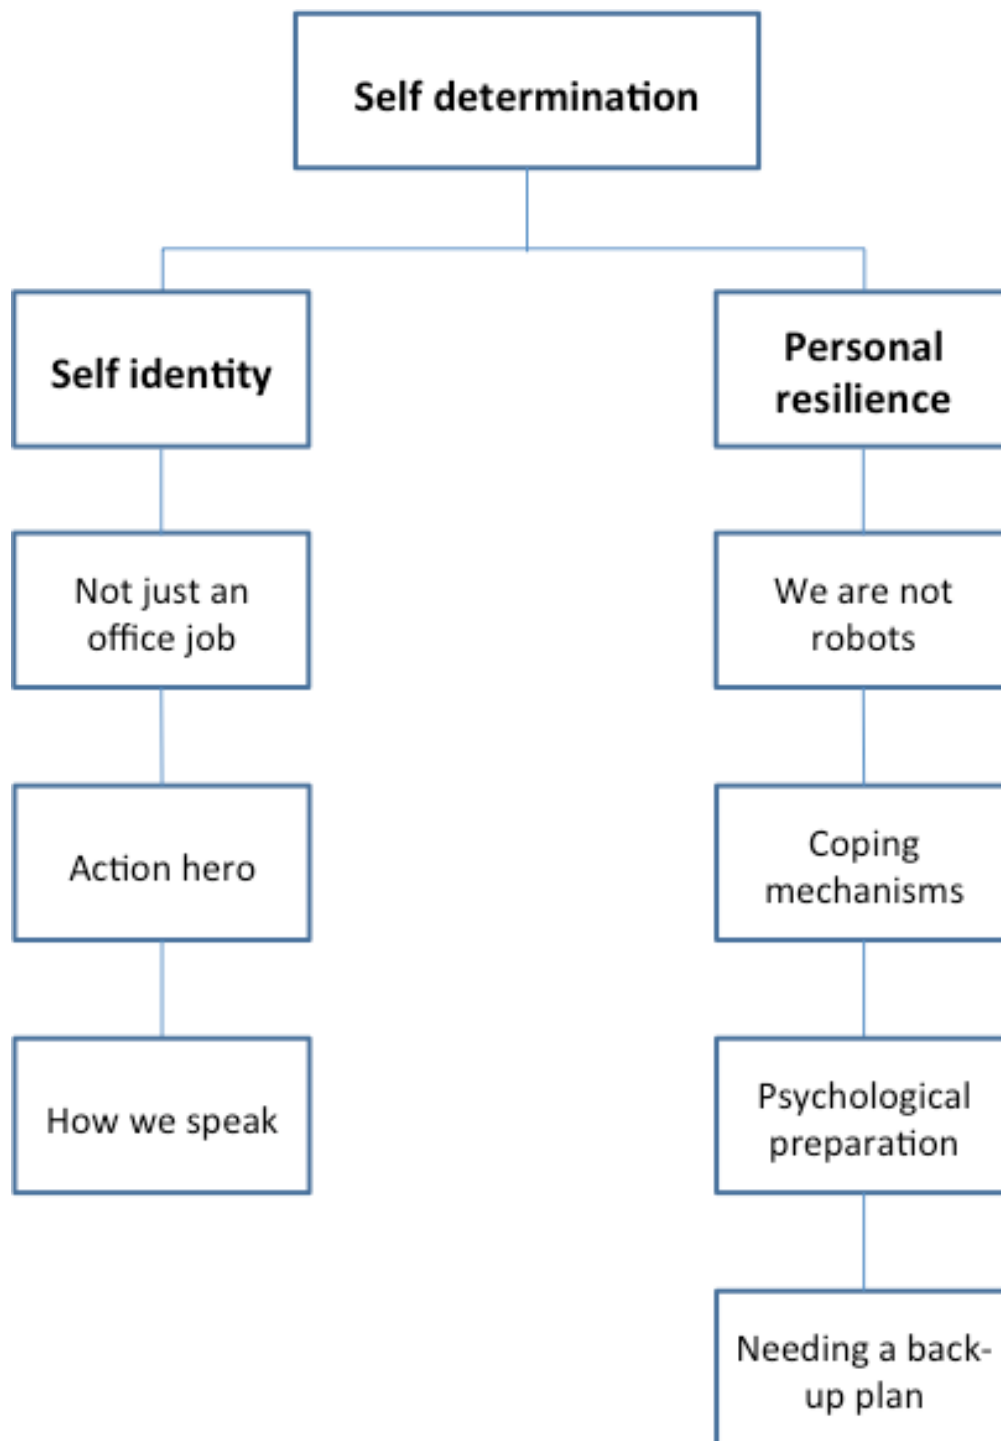 Self determination
Self identity
Personal
resilience
Not just an
office job
We are not
robots
Action hero
Coping
mechanisms
How we speak
Psychological
preparation
Needing a back-
up plan